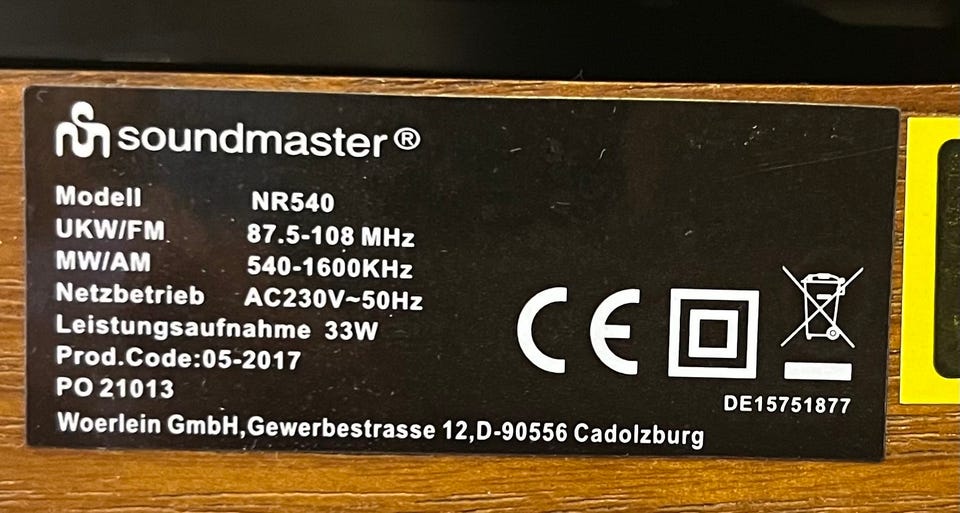 soundmaster®
Modell NR540
UKW/FM 87.5-108 MHz
MW/AM 540-1600KHz
Netzbetrieb AC230V~50Hz
Leistungsaufnahme 33W
Prod.Code:05-2017
PO 21013
CE
DE15751877
Woerlein GmbH,Gewerbestrasse 12,D-90556 Cadolzburg